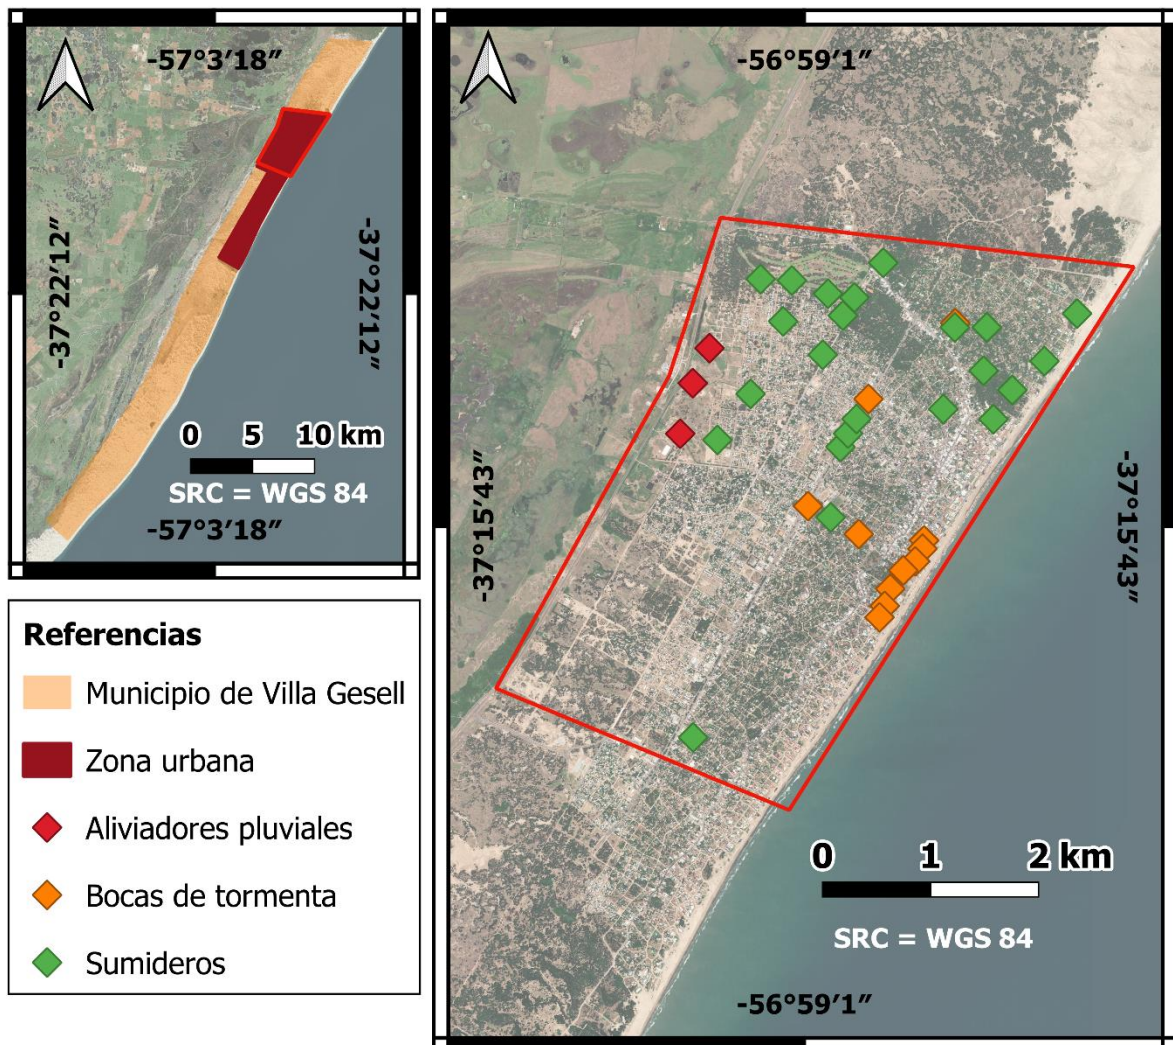 -57°3′18″
-37°22′12″
-37°22′12″
0 5 10 km
SRC = WGS 84
-57°3′18″
Referencias
Municipio de Villa Gesell
Zona urbana
Aliviadores pluviales
Bocas de tormenta
Sumideros
-56°59′1″
-37°15′43″
-37°15′43″
0 1 2 km
SRC = WGS 84
-56°59′1″